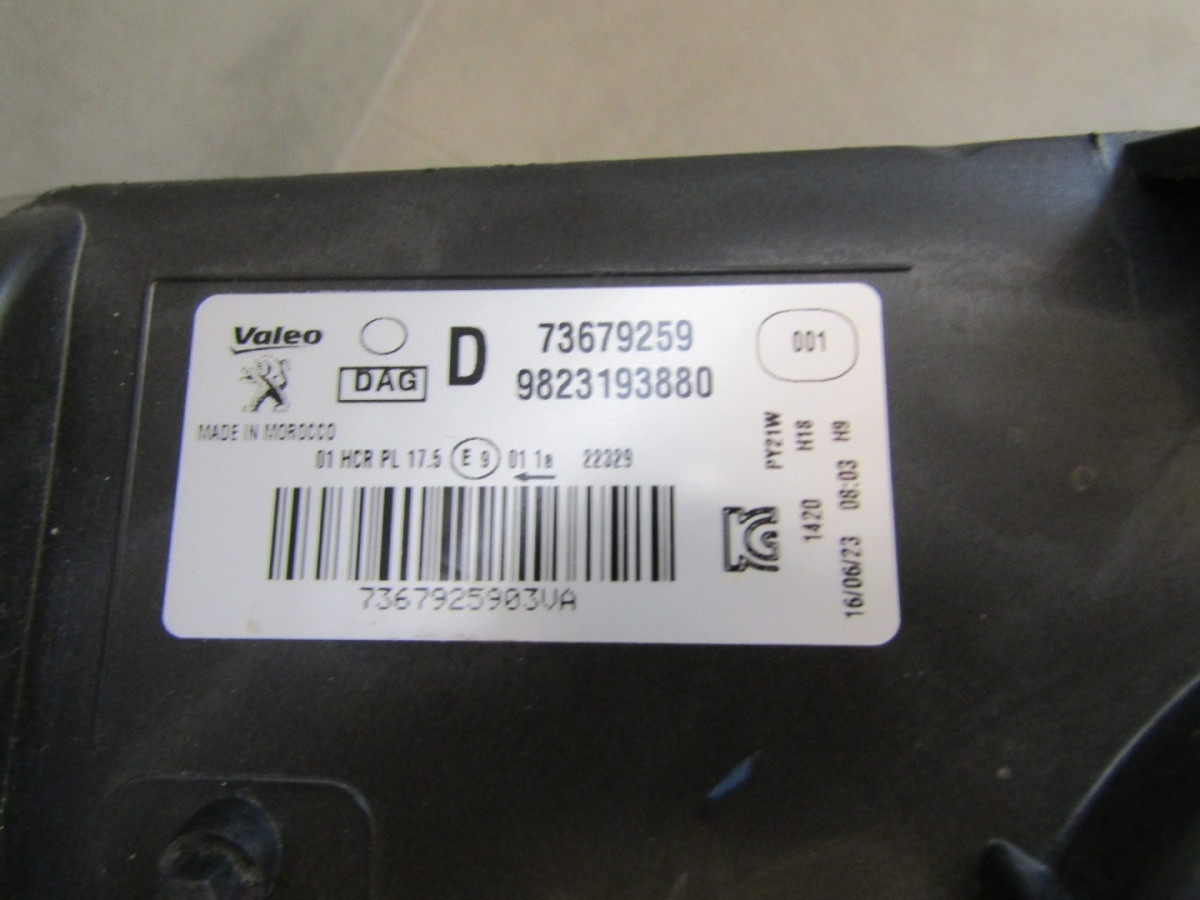 Valeo
D
73679259
001
DAG
9823193880
MADE IN MOROCCO
01 HCR PL 17.5 E 9 01 1a 22329
7367925903VA
PY21W
1420 H18
16/06/23 08:03 H9